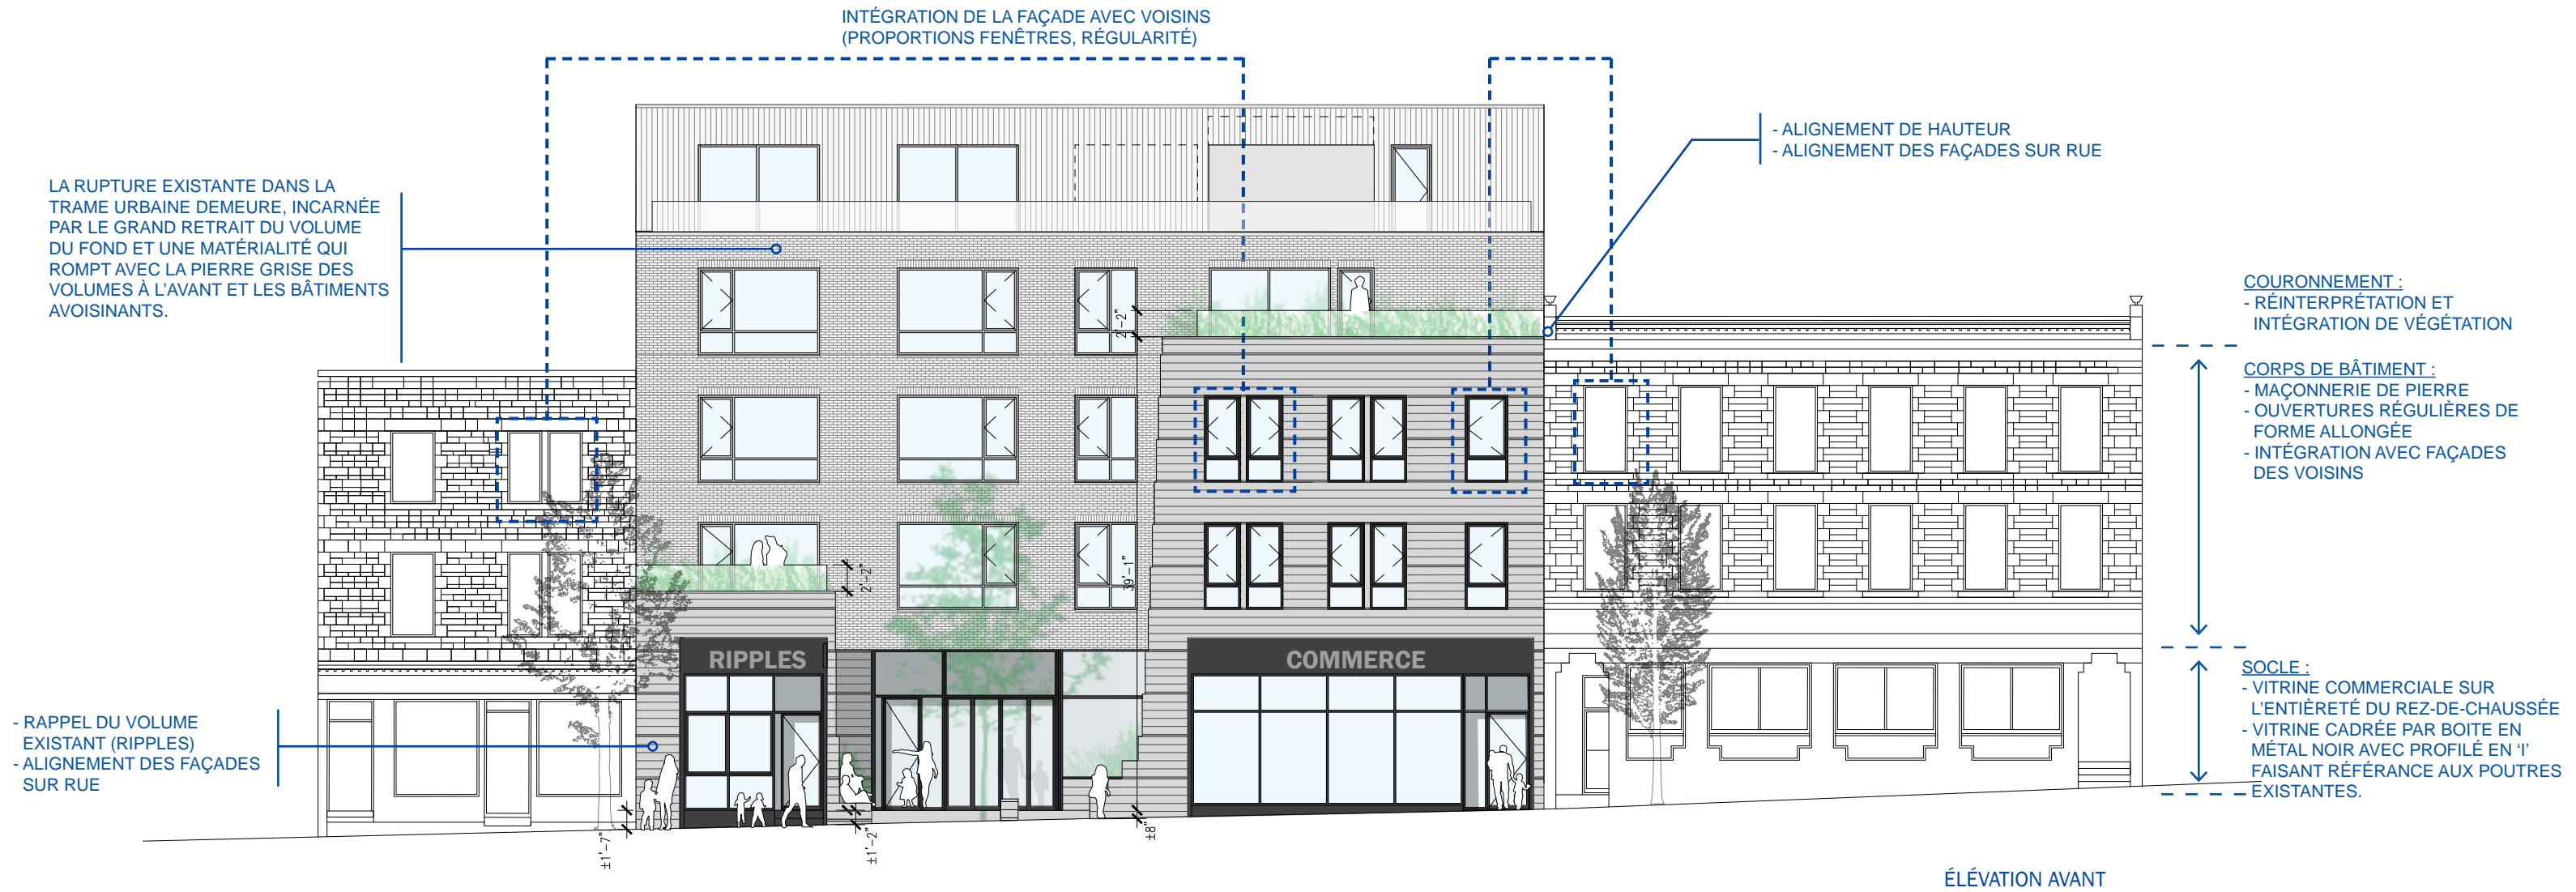 INTÉGRATION DE LA FAÇADE AVEC VOISINS
(PROPORTIONS FENÊTRES, RÉGULARITÉ)
- ALIGNEMENT DE HAUTEUR
- ALIGNEMENT DES FAÇADES SUR RUE
LA RUPTURE EXISTANTE DANS LA
TRAME URBAINE DEMEURE, INCARNÉE
PAR LE GRAND RETRAIT DU VOLUME
DU FOND ET UNE MATÉRIALITÉ QUI
ROMPT AVEC LA PIERRE GRISE DES
VOLUMES À L'AVANT ET LES BÂTIMENTS
AVOISINANTS.
COURONNEMENT :
- RÉINTERPRÉTATION ET
INTÉGRATION DE VÉGÉTATION
CORPS DE BÂTIMENT :
- MAÇONNERIE DE PIERRE
- OUVERTURES RÉGULIÈRES DE
FORME ALLONGÉE
- INTÉGRATION AVEC FAÇADES
DES VOISINS
2'-2"
2'-2"
39'-1"
RIPPLES
COMMERCE
SOCLE :
- VITRINE COMMERCIALE SUR
L'ENTIÈRETÉ DU REZ-DE-CHAUSSÉE
- VITRINE CADRÉE PAR BOITE EN
MÉTAL NOIR AVEC PROFILÉ EN 'I'
FAISANT RÉFÉRANCE AUX POUTRES
EXISTANTES.
- RAPPEL DU VOLUME
EXISTANT (RIPPLES)
- ALIGNEMENT DES FAÇADES
SUR RUE
±1'-7"
±1'-2"
±8"
ÉLÉVATION AVANT